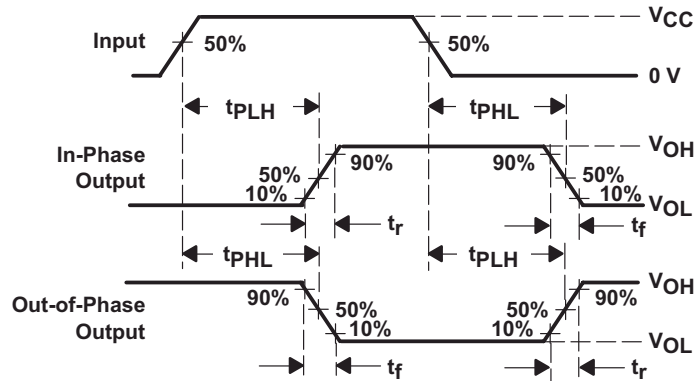 VCC
Input
50%
50%
0 V
tPLH
tPHL
In-Phase
Output
VOH
90%
90%
50%
50%
10%
10%
VOL
tr
tf
tPHL
tPLH
Out-of-Phase
Output
VOH
90%
90%
50%
50%
10%
10%
VOL
tf
tr